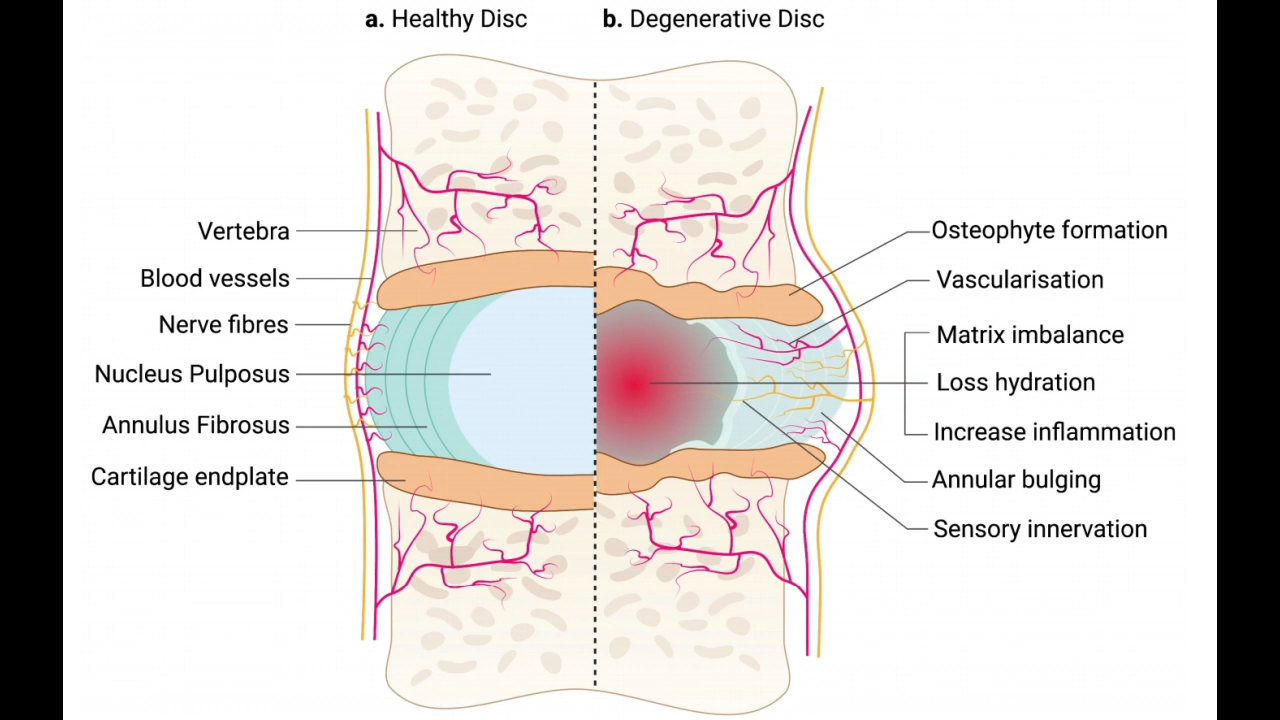 a. Healthy Disc
b. Degenerative Disc
Vertebra
Blood vessels
Nerve fibres
Nucleus Pulposus
Annulus Fibrosus
Cartilage endplate
Osteophyte formation
Vascularisation
Matrix imbalance
Loss hydration
Increase inflammation
Annular bulging
Sensory innervation